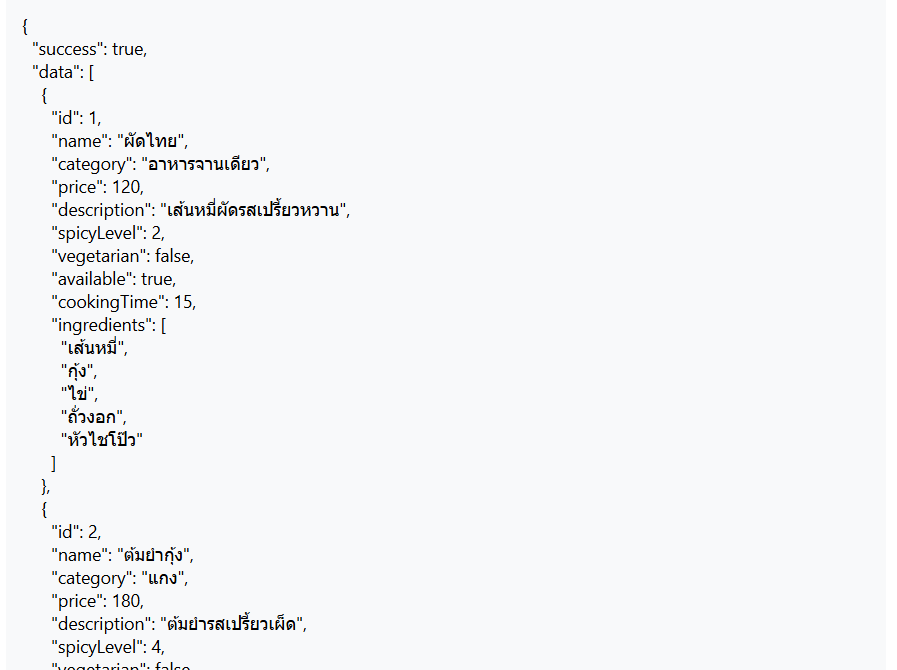 {
"success": true,
"data": [
{
"id": 1,
"name": "ผัดไทย",
"category": "อาหารจานเดียว",
"price": 120,
"description": "เส้นหมี่ผัดรสเปรี้ยวหวาน",
"spicyLevel": 2,
"vegetarian": false,
"available": true,
"cookingTime": 15,
"ingredients": [
"เส้นหมี่",
"กุ้ง",
"ไข่",
"ถั่วงอก",
"หัวไชโป๊ว"
]
},
{
"id": 2,
"name": "ต้มยำกุ้ง",
"category": "แกง",
"price": 180,
"description": "ต้มยำรสเปรี้ยวเผ็ด",
"spicyLevel": 4,
"vegetarian": false,